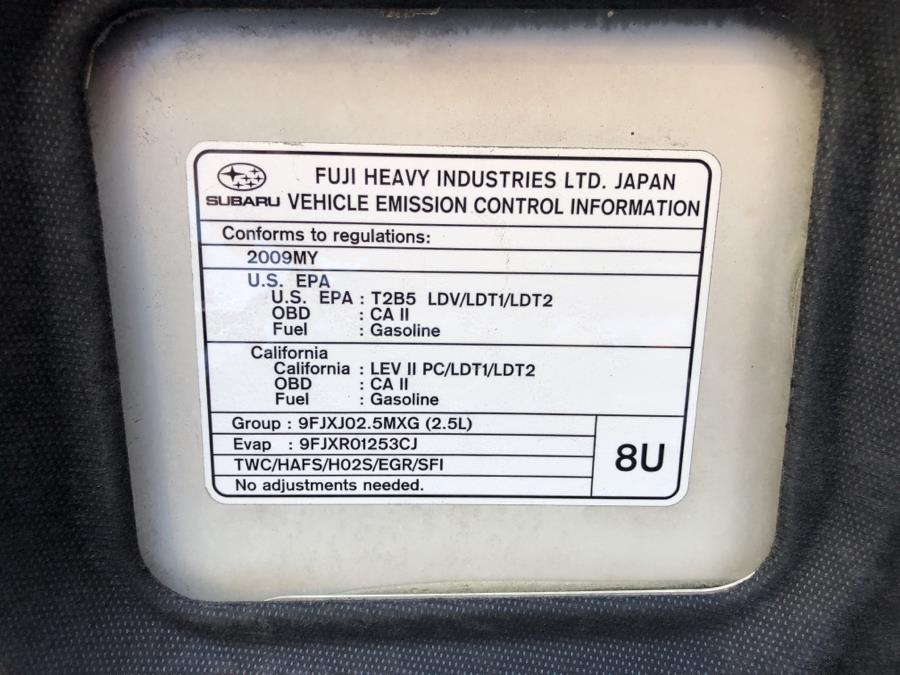 FUJI HEAVY INDUSTRIES LTD. JAPAN
SUBARU VEHICLE EMISSION CONTROL INFORMATION
Conforms to regulations:
2009MY
U.S. EPA
U.S. EPA : T2B5 LDV/LDT1/LDT2
OBD : CA II
Fuel : Gasoline
California
California : LEV II PC/LDT1/LDT2
OBD : CA II
Fuel : Gasoline
Group : 9FJXJ02.5MXG (2.5L)
Evap : 9FJXR01253CJ
TWC/HAFS/HO2S/EGR/SFI
No adjustments needed.
8U